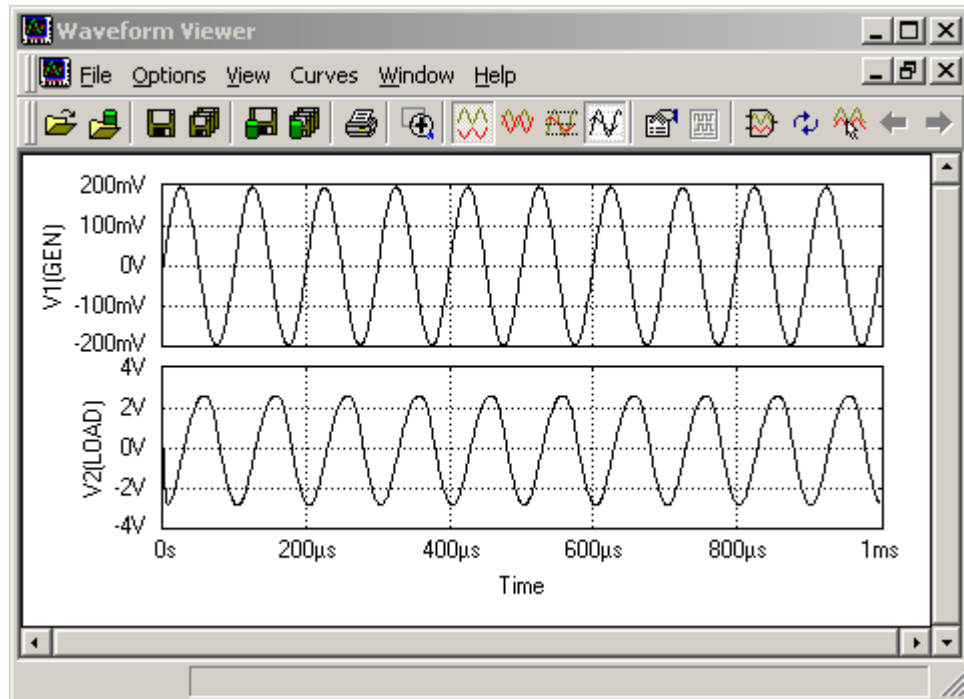 Waveform Viewer
File Options View Curves Window Help
200mV
100mV
0V
-100mV
-200mV
V1(GEN)
4V
2V
0V
-2V
-4V
V2(LOAD)
0s 200µs 400µs 600µs 800µs 1ms
Time